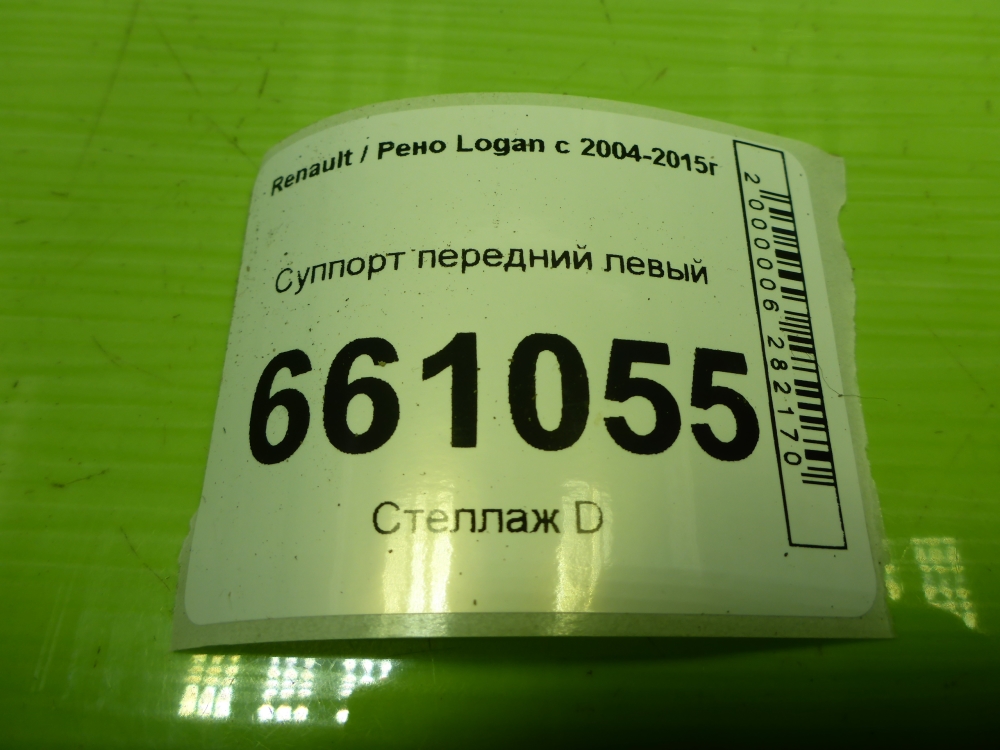 Renault / Рено Logan с 2004-2015г
Суппорт передний левый
661055
Стеллаж D
2000006282170